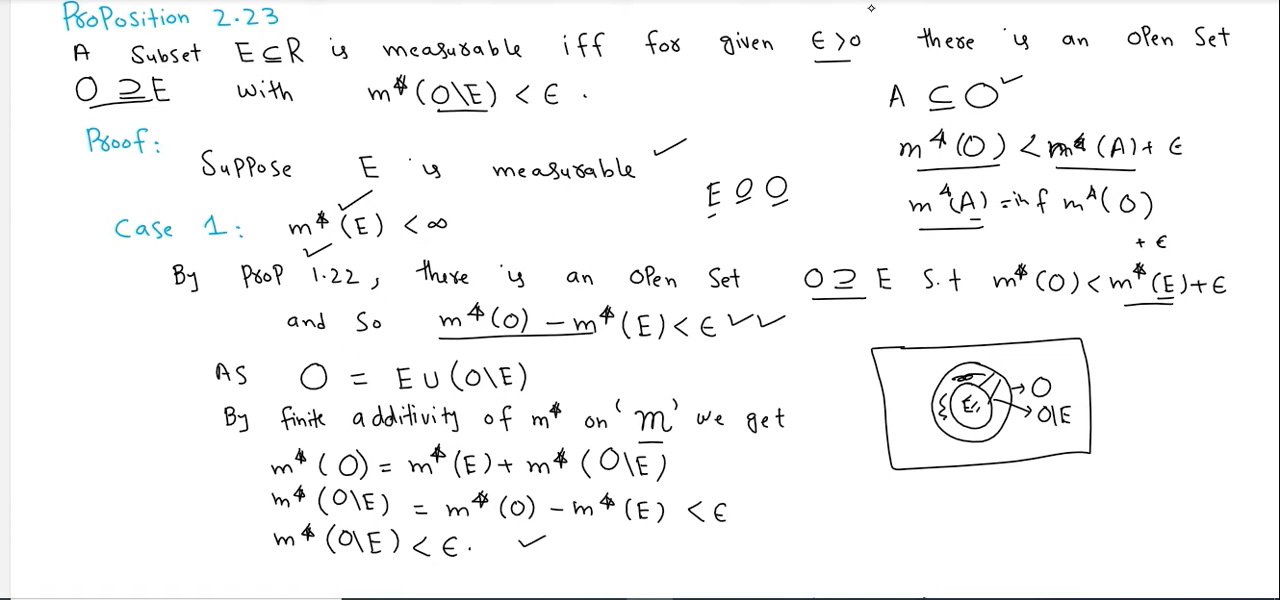 Proposition 2.23
A Subset E⊆R is measurable iff for given ϵ>0 there is an open Set
O ⊇E with m*(O\E) < ϵ .
A ⊆ O
Proof:
m*(O) < m*(A)+ ϵ
Suppose E is measurable
E O O
m*(A) = inf m*(O)
+ ϵ
Case 1: m*(E) < ∞
By Prop 1.22, there is an open Set O ⊇ E S.t m*(O) < m*(E)+ϵ
and So m*(O) – m*(E) < ϵ
As O = E ∪ (O\E)
E
O
O\E
By finite additivity of m* on 'm' we get
m*(O) = m*(E) + m*(O\E)
m*(O\E) = m*(O) – m*(E) < ϵ
m*(O\E) < ϵ.